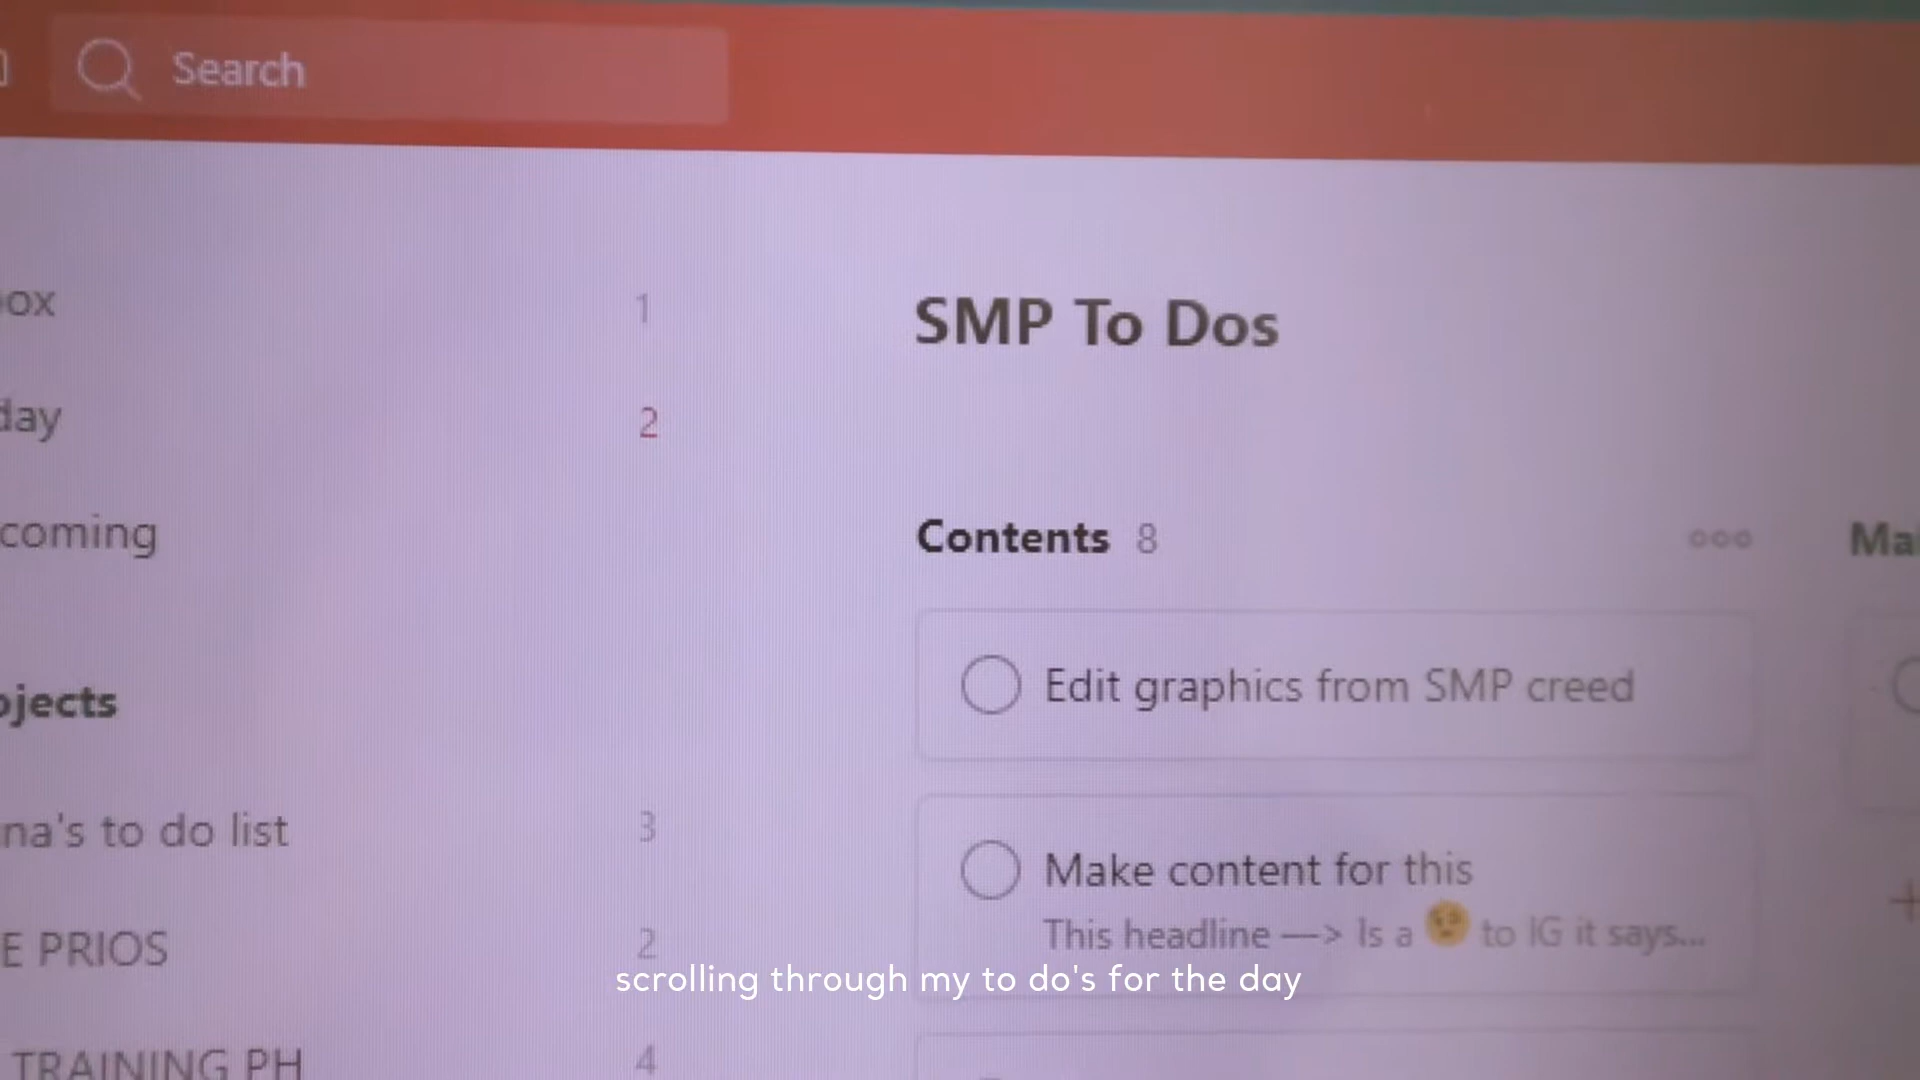 Search
ox 1
day 2
coming
ojects
na's to do list 3
E PRIOS 2
TRAINING PH 4
SMP To Dos
Contents 8
Mai
Edit graphics from SMP creed
Make content for this
This headline —> Is a 🥺 to IG it says...
scrolling through my to do's for the day